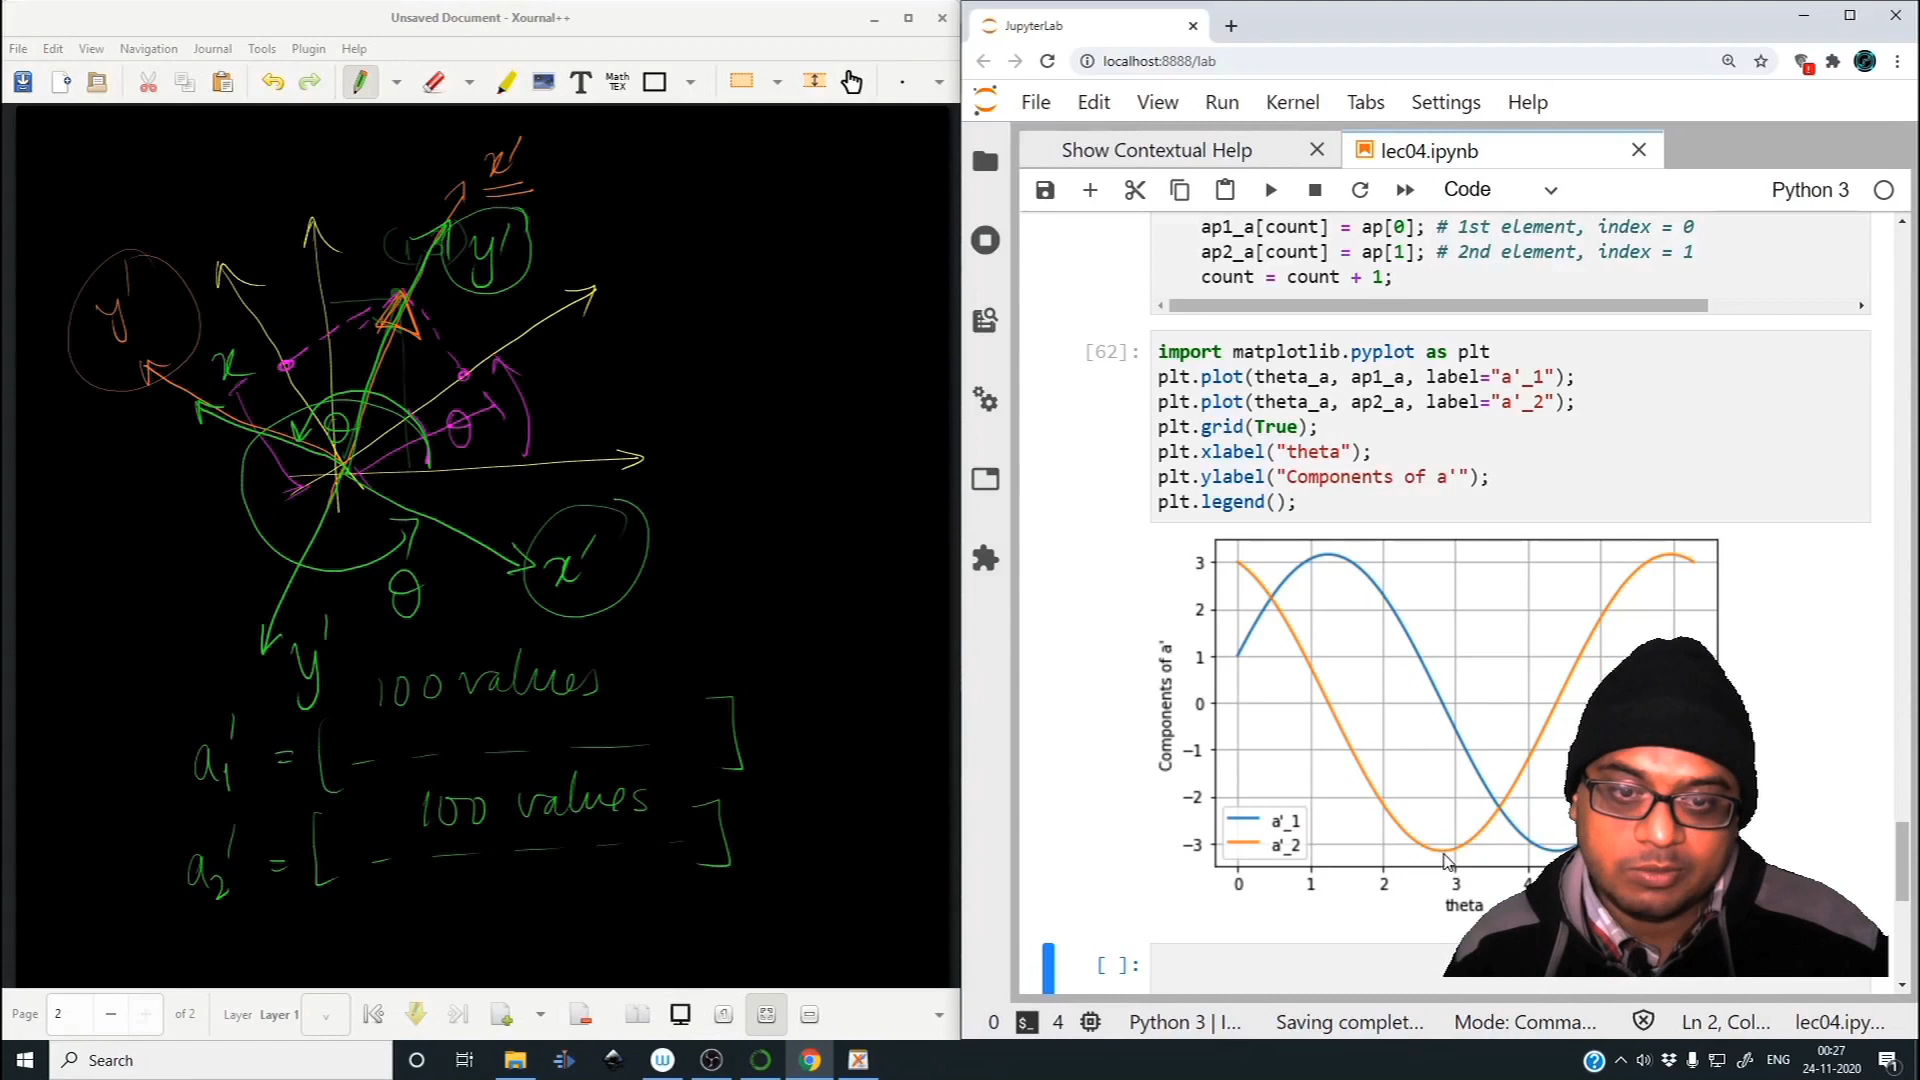 Unsaved Document - Xournal++
File Edit View Navigation Journal Tools Plugin Help
Math
TEX
x'
y'
y'
x
θ
θ
x'
θ
y'
100 values
a₁' = [ - - - - ]
100 values
a₂' = [ - - - - ]
Page 2 of 2 Layer Layer 1
JupyterLab
localhost:8888/lab
File Edit View Run Kernel Tabs Settings Help
Show Contextual Help
lec04.ipynb
Code
Python 3
ap1_a[count] = ap[0]; # 1st element, index = 0
ap2_a[count] = ap[1]; # 2nd element, index = 1
count = count + 1;
[62]:
import matplotlib.pyplot as plt
plt.plot(theta_a, ap1_a, label="a'_1");
plt.plot(theta_a, ap2_a, label="a'_2");
plt.grid(True);
plt.xlabel("theta");
plt.ylabel("Components of a'");
plt.legend();
3
2
1
0
−1
−2
−3
Components of a'
a'_1
a'_2
0 1 2 3 4
theta
[ ]:
0 $_ 4 Python 3 | I... Saving complet... Mode: Comma... Ln 2, Col... lec04.ipy...
Search
ENG
00:27
24-11-2020
1